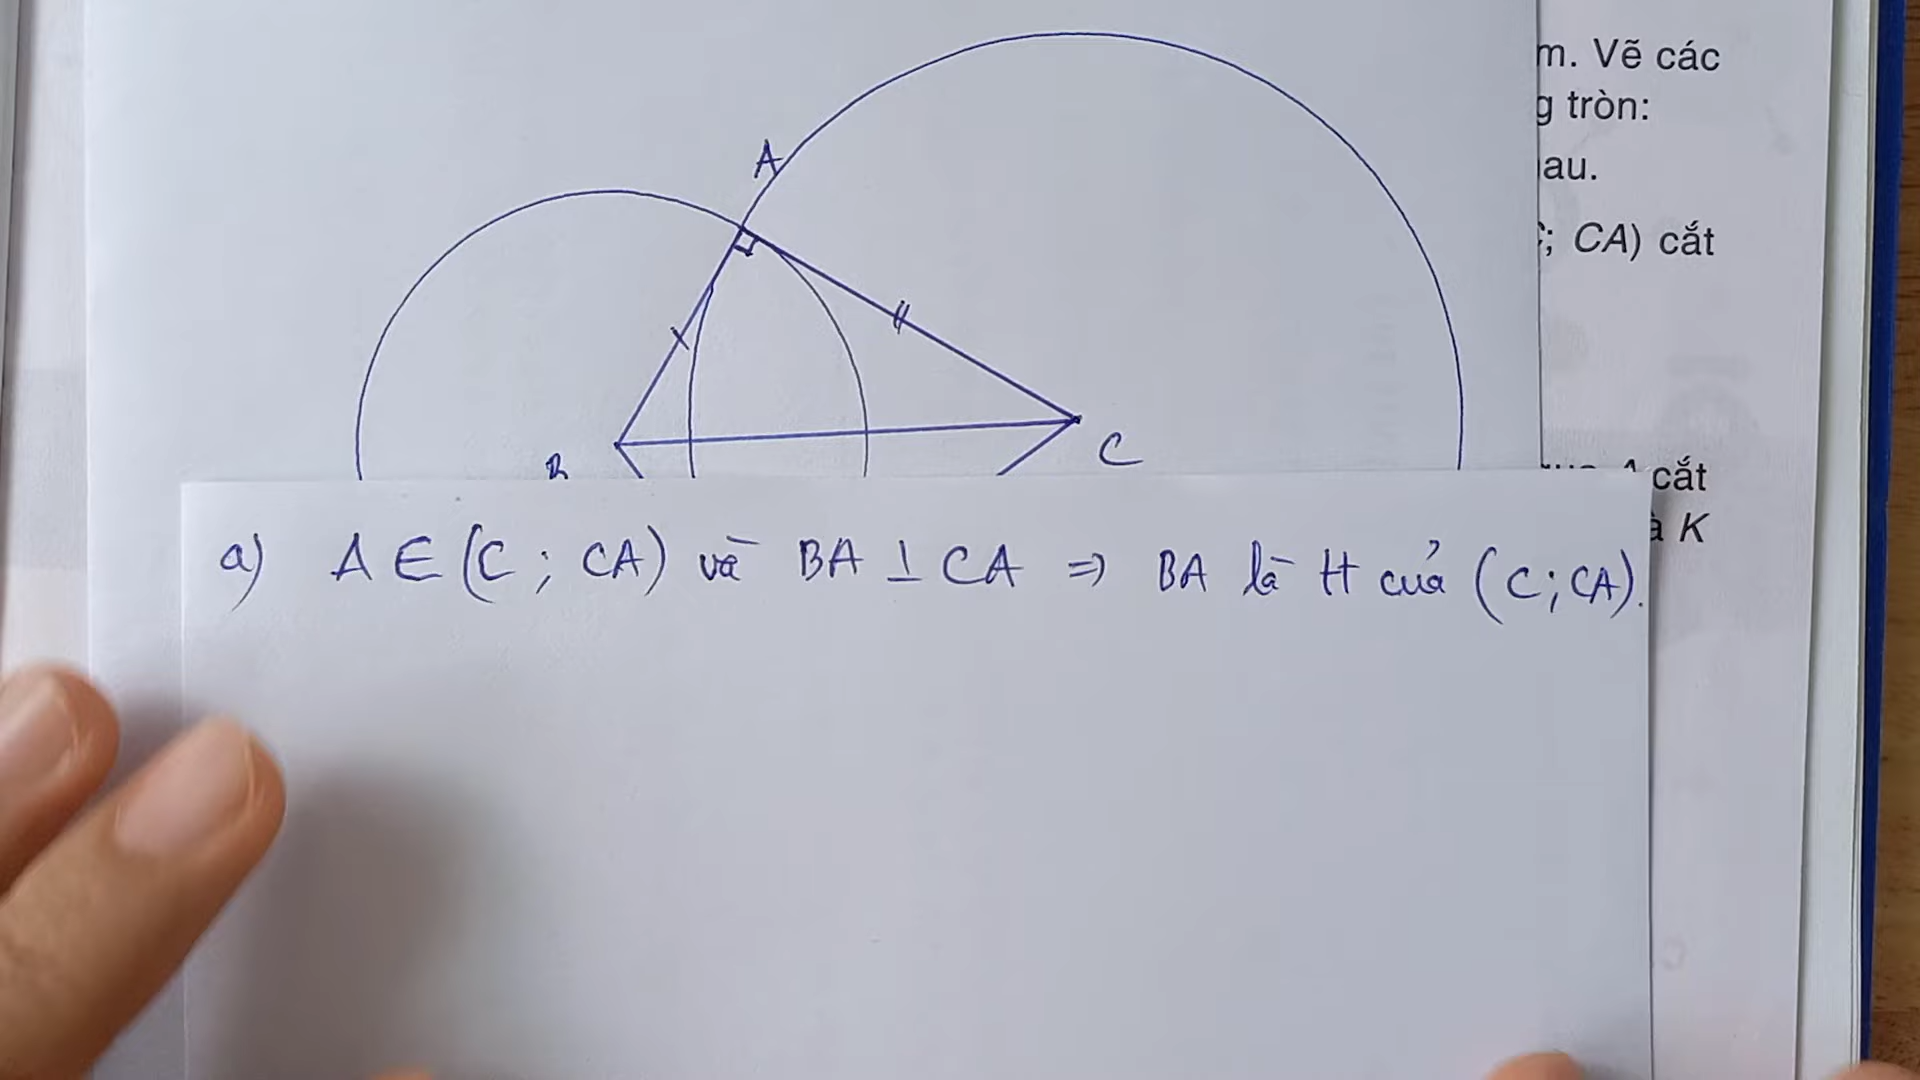 m. Vẽ các
g tròn:
au.
; CA) cắt
A
C
B
cắt
à K
a) A ∈ (C ; CA) và BA ⊥ CA => BA là tt của (C ; CA).